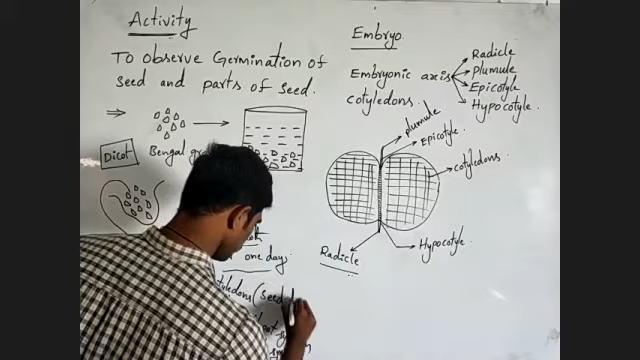 Activity
To observe Germination of
seed and parts of seed.
Dicot
Bengal
one day.
(seed
Embryo.
Embryonic axis
Radicle
Plumule
Epicotyle
Hypocotyle.
cotyledons.
plumule
Epicotyle.
cotyledons.
Radicle
Hypocotyle.